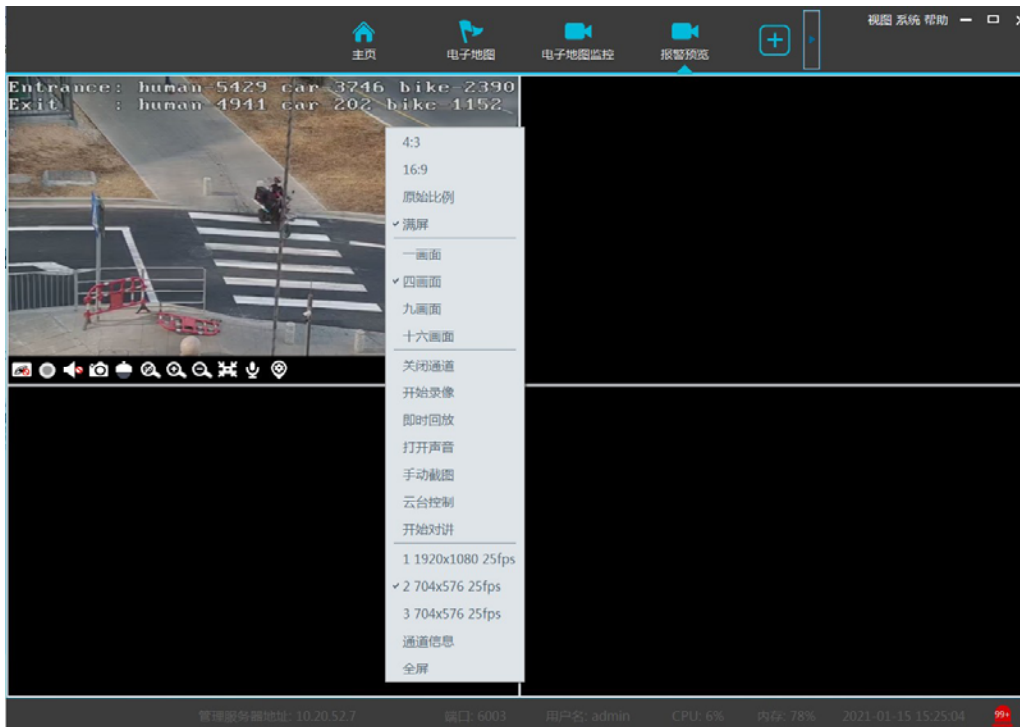 视图 系统 帮助
主页 电子地图 电子地图监控 报警预览
Entrance: human-5429 car-3746 bike-2390
Exit : human 4941 car 202 bike 1152
4:3
16:9
原始比例
满屏
一画面
四画面
九画面
十六画面
关闭通道
开始录像
即时回放
打开声音
手动截图
云台控制
开始对讲
1 1920x1080 25fps
2 704x576 25fps
3 704x576 25fps
通道信息
全屏
管理服务器地址: 10.20.52.7 端口: 6003 用户名: admin CPU: 6% 内存: 78% 2021-01-15 15:25:04 99+